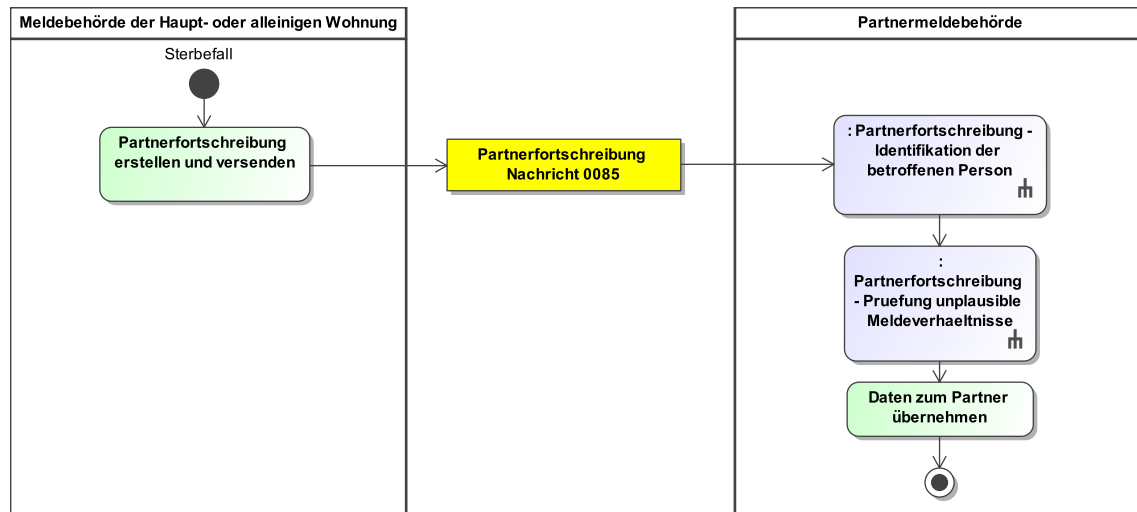 Meldebehörde der Haupt- oder alleinigen Wohnung
Partnermeldebehörde
Sterbefall
Partnerfortschreibung
erstellen und versenden
Partnerfortschreibung
Nachricht 0085
: Partnerfortschreibung -
Identifikation der
betroffenen Person
:
Partnerfortschreibung
- Pruefung unplausible
Meldeverhaeltnisse
Daten zum Partner
übernehmen